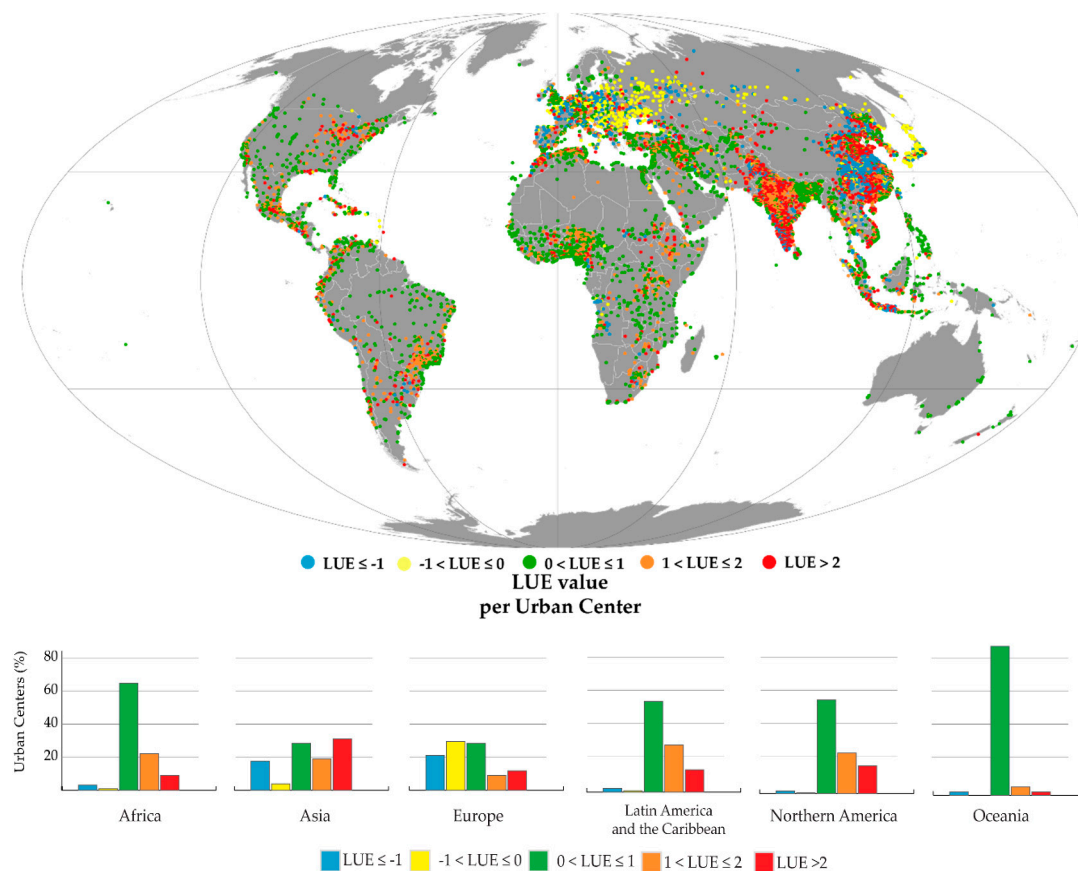 LUE ≤ -1 -1 < LUE ≤ 0 0 < LUE ≤ 1 1 < LUE ≤ 2 LUE > 2
LUE value
per Urban Center
Urban Centers (%)
80
60
40
20
Africa
Asia
Europe
Latin America
and the Caribbean
Northern America
Oceania
LUE ≤ -1 -1 < LUE ≤ 0 0 < LUE ≤ 1 1 < LUE ≤ 2 LUE >2